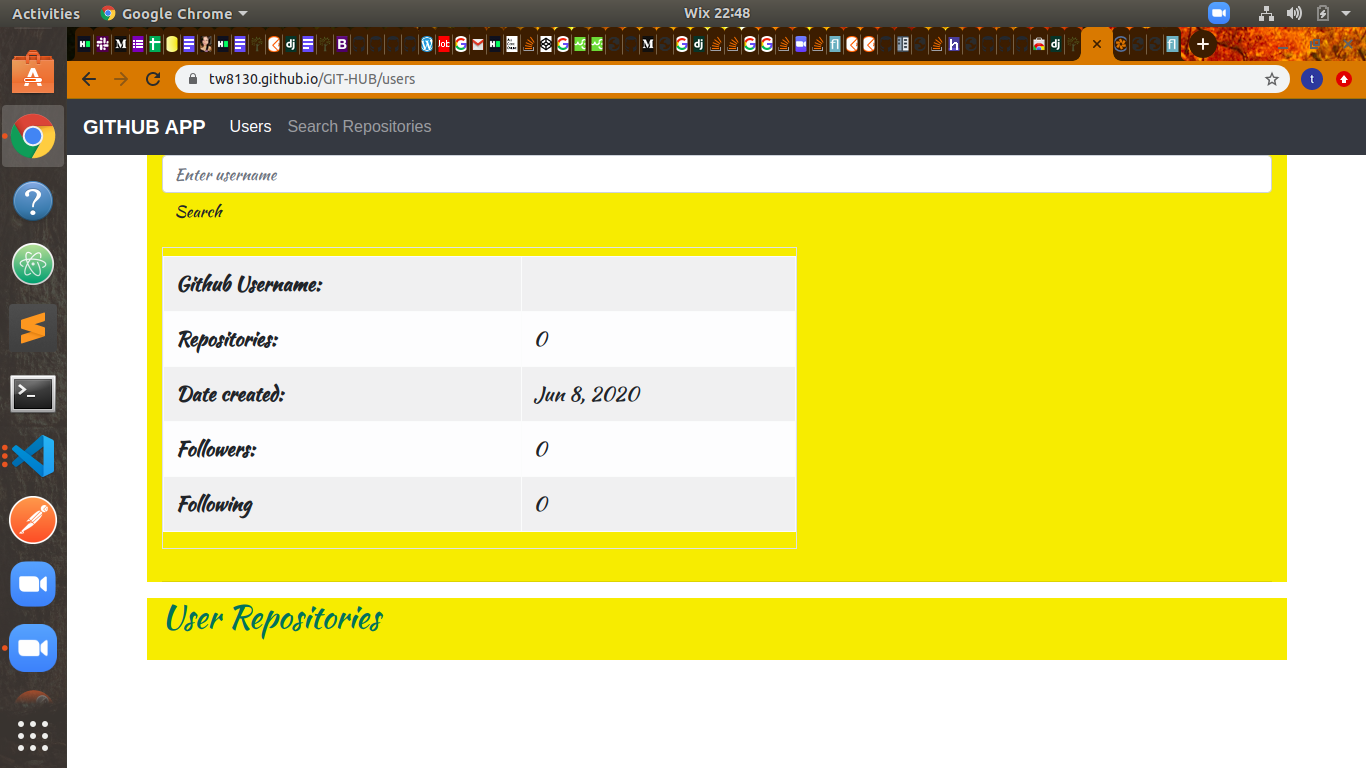 Activities Google Chrome Wix 22:48
tw8130.github.io/GIT-HUB/users t
GITHUB APP Users Search Repositories
Enter username
Search
Github Username:
Repositories: 0
Date created: Jun 8, 2020
Followers: 0
Following 0
User Repositories